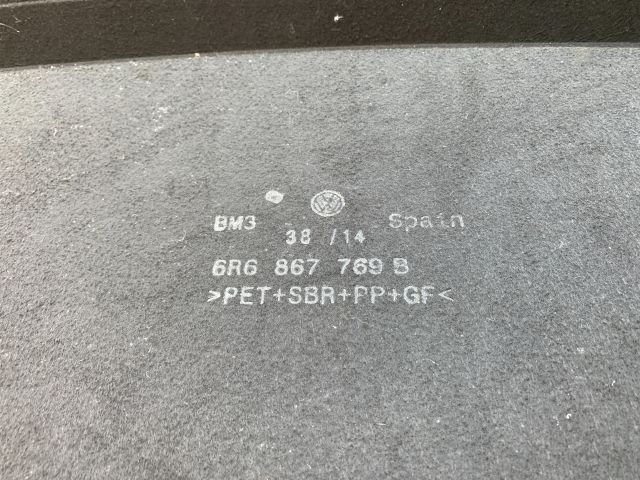 BM3 Spain
38 /14
6R6 867 769 B
>PET+SBR+PP+GF<